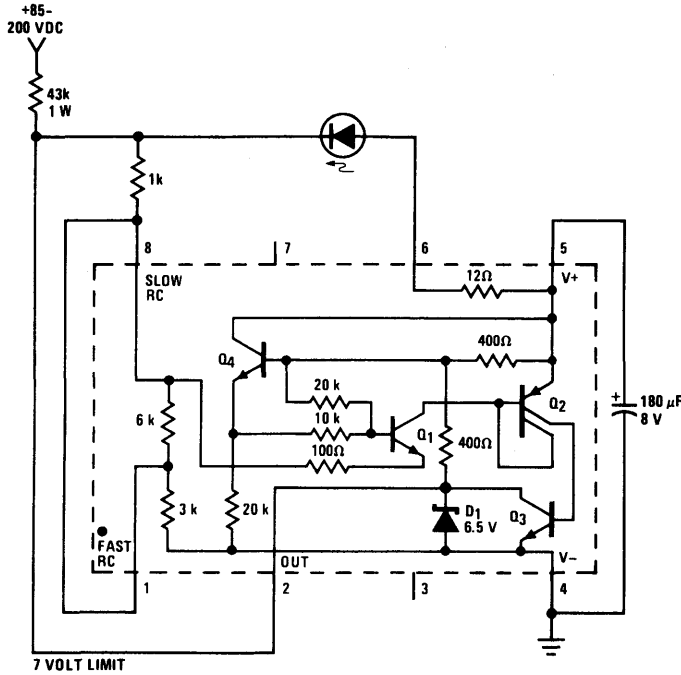 +85-
200 VDC
43k
1 W
1k
8
7
6
5
SLOW
RC
12Ω
V+
Q4
400Ω
20 k
Q2
+
180 μF
8 V
6 k
10 k
Q1
400Ω
100Ω
3 k
20 k
D1
6.5 V
Q3
FAST
RC
OUT
V–
1
2
3
4
7 VOLT LIMIT